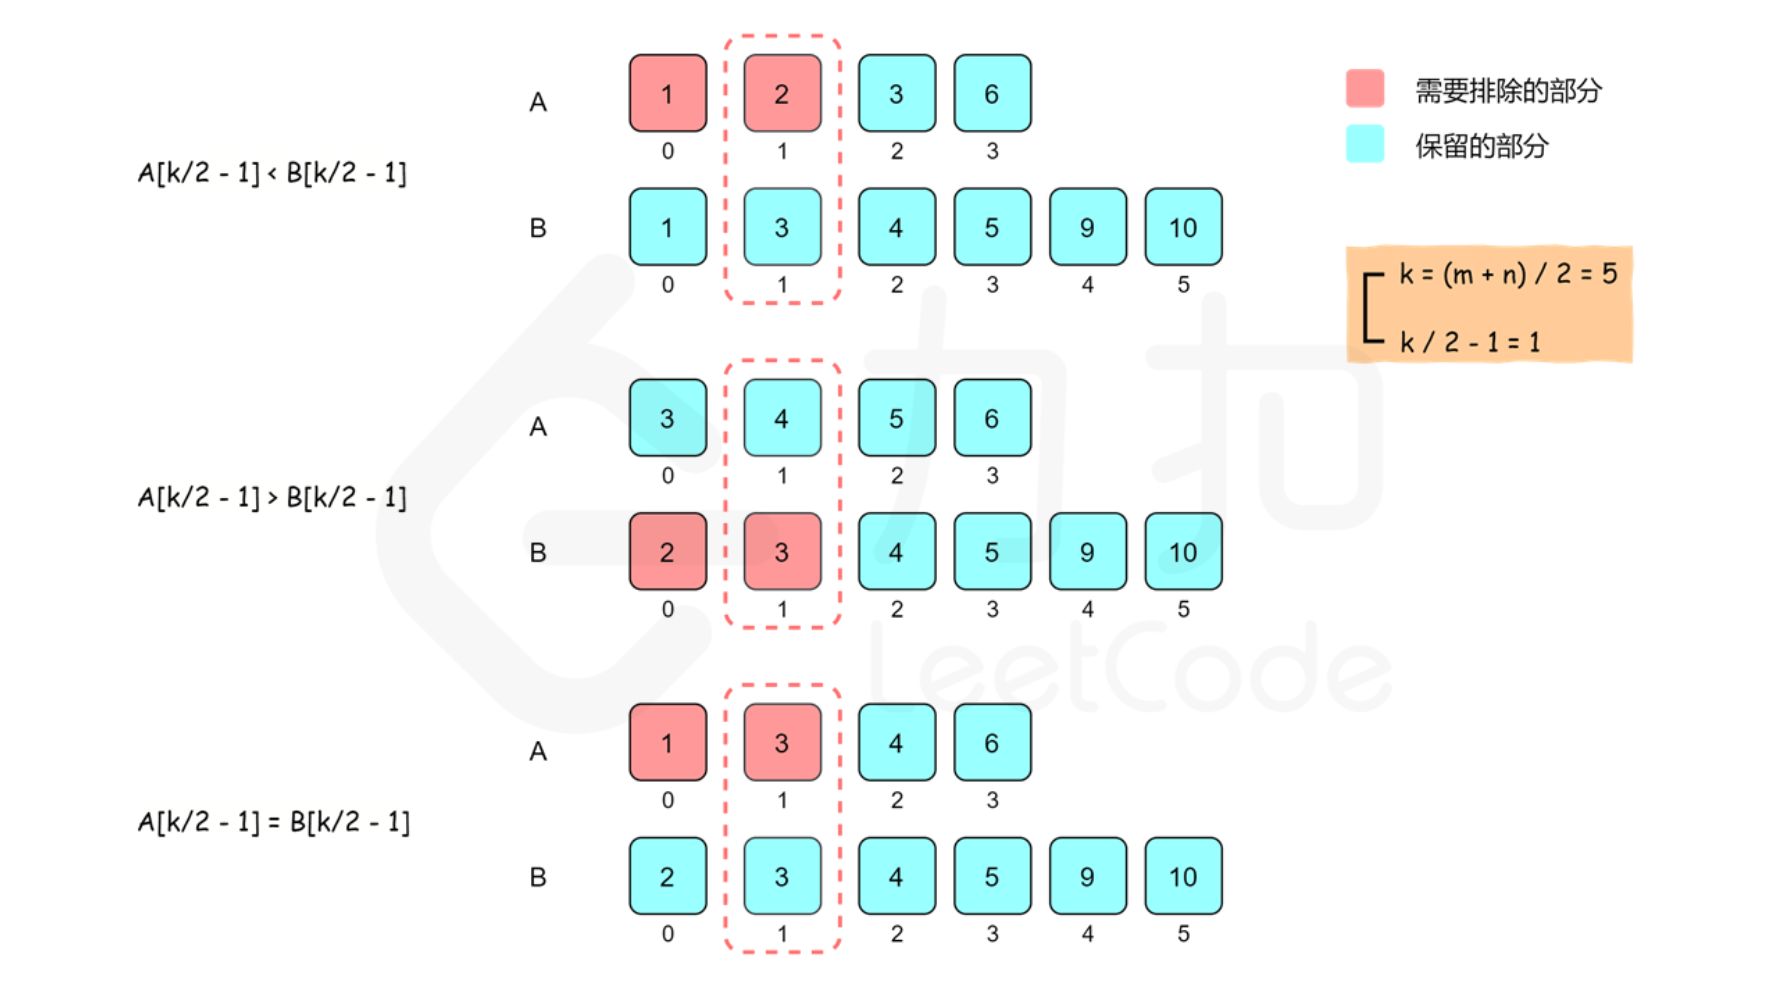 A
1 2 3 6
0 1 2 3
A[k/2 - 1] < B[k/2 - 1]
B
1 3 4 5 9 10
0 1 2 3 4 5
需要排除的部分
保留的部分
k = (m + n) / 2 = 5
k / 2 - 1 = 1
A
3 4 5 6
0 1 2 3
A[k/2 - 1] > B[k/2 - 1]
B
2 3 4 5 9 10
0 1 2 3 4 5
A
1 3 4 6
0 1 2 3
A[k/2 - 1] = B[k/2 - 1]
B
2 3 4 5 9 10
0 1 2 3 4 5
力扣
LeetCode